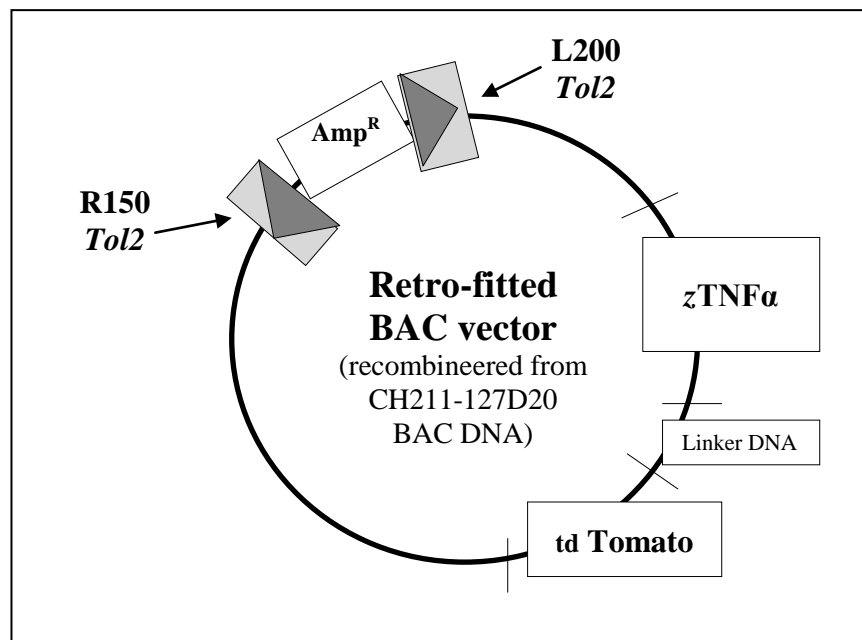 L200
Tol2
Amp^R
R150
Tol2
zTNFα
Retro-fitted
BAC vector
(recombineered from
CH211-127D20
BAC DNA)
Linker DNA
td Tomato